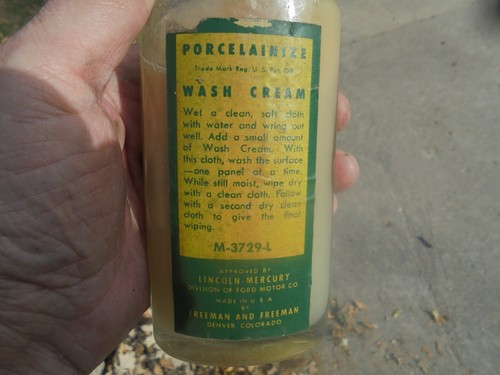 PORCELAINIZE
Trade Mark Reg. U. S. Pat. Off.
WASH CREAM
Wet a clean, soft cloth
with water and wring out
well. Add a small amount
of Wash Cream. With
this cloth, wash the surface
—one panel at a time.
While still moist, wipe dry
with a clean cloth. Follow
with a second dry clean
cloth to give the final
wiping.
M-3729-L
APPROVED BY
LINCOLN-MERCURY
DIVISION OF FORD MOTOR CO.
MADE IN U S A
BY
FREEMAN AND FREEMAN
DENVER COLORADO